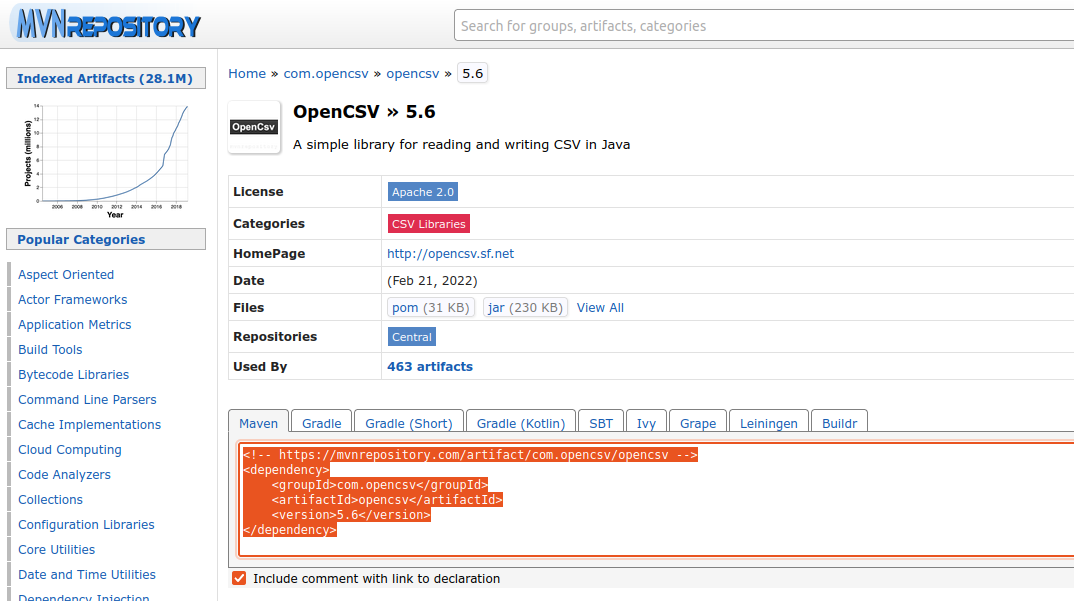 MVNREPOSITORY
Search for groups, artifacts, categories
Indexed Artifacts (28.1M)
Projects (millions)
14
12
10
8
6
4
2
0
2006 2008 2010 2012 2014 2016 2018
Year
Popular Categories
Aspect Oriented
Actor Frameworks
Application Metrics
Build Tools
Bytecode Libraries
Command Line Parsers
Cache Implementations
Cloud Computing
Code Analyzers
Collections
Configuration Libraries
Core Utilities
Date and Time Utilities
Dependency Injection
Home » com.opencsv » opencsv » 5.6
OpenCsv
OpenCSV » 5.6
A simple library for reading and writing CSV in Java
License Apache 2.0
Categories CSV Libraries
HomePage http://opencsv.sf.net
Date (Feb 21, 2022)
Files pom (31 KB) jar (230 KB) View All
Repositories Central
Used By 463 artifacts
Maven Gradle Gradle (Short) Gradle (Kotlin) SBT Ivy Grape Leiningen Buildr
<!-- https://mvnrepository.com/artifact/com.opencsv/opencsv -->
<dependency>
    <groupId>com.opencsv</groupId>
    <artifactId>opencsv</artifactId>
    <version>5.6</version>
</dependency>
Include comment with link to declaration